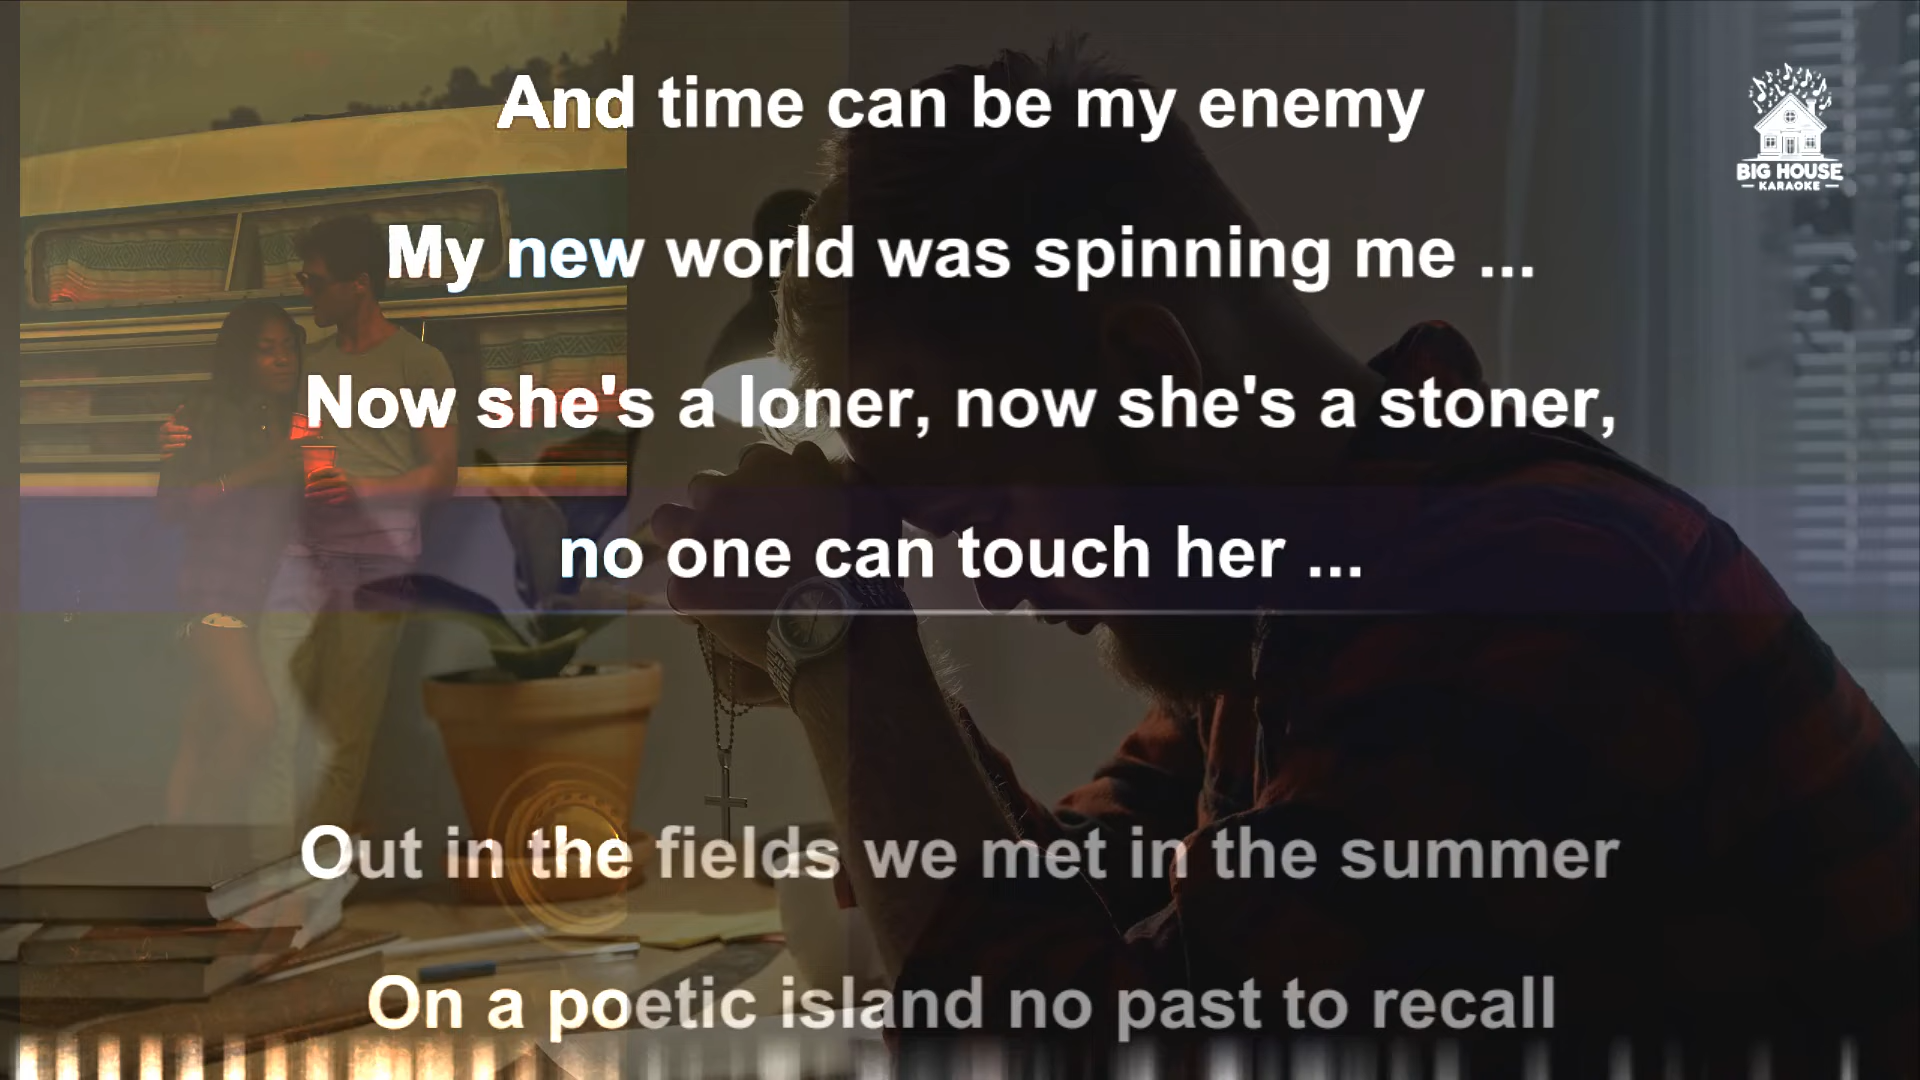 And time can be my enemy
BIG HOUSE
KARAOKE
My new world was spinning me ...
Now she's a loner, now she's a stoner,
no one can touch her ...
Out in the fields we met in the summer
On a poetic island no past to recall